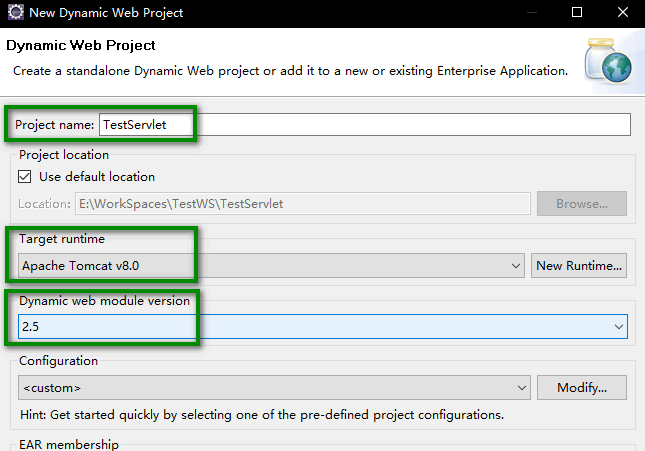 New Dynamic Web Project
Dynamic Web Project
Create a standalone Dynamic Web project or add it to a new or existing Enterprise Application.
Project name: TestServlet
Project location
Use default location
Location: E:\WorkSpaces\TestWS\TestServlet Browse...
Target runtime
Apache Tomcat v8.0 New Runtime...
Dynamic web module version
2.5
Configuration
<custom> Modify...
Hint: Get started quickly by selecting one of the pre-defined project configurations.
EAR membership